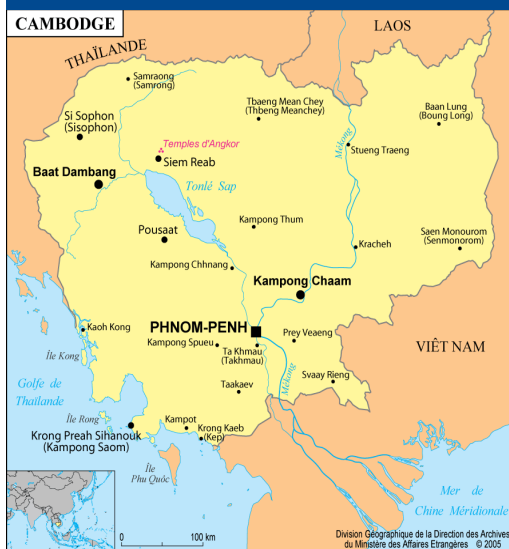 CAMBODGE
LAOS
THAÏLANDE
Samraong
(Samrong)
Tbaeng Mean Chey
(Thbeng Meanchey)
Baan Lung
(Boung Long)
Si Sophon
(Sisophon)
Temples d'Angkor
Siem Reab
Mékong
Stueng Traeng
Baat Dambang
Tonlé Sap
Pousaat
Kampong Thum
Saen Monourom
(Senmonorom)
Kracheh
Kampong Chhnang
Kampong Chaam
Kaoh Kong
PHNOM-PENH
Prey Veaeng
Île Kong
Kampong Spueu
Ta Khmau
(Takhmau)
VIÊT NAM
Mékong
Svaay Rieng
Golfe de
Thaïlande
Taakaev
Île Rong
Kampot
Krong Preah Sihanouk
(Kampong Saom)
Krong Kaeb
(Kep)
Île
Phu Quôc
Mer de
Chine Méridionale
0 100 km
Division Géographique de la Direction des Archives
du Ministère des Affaires Etrangères © 2005